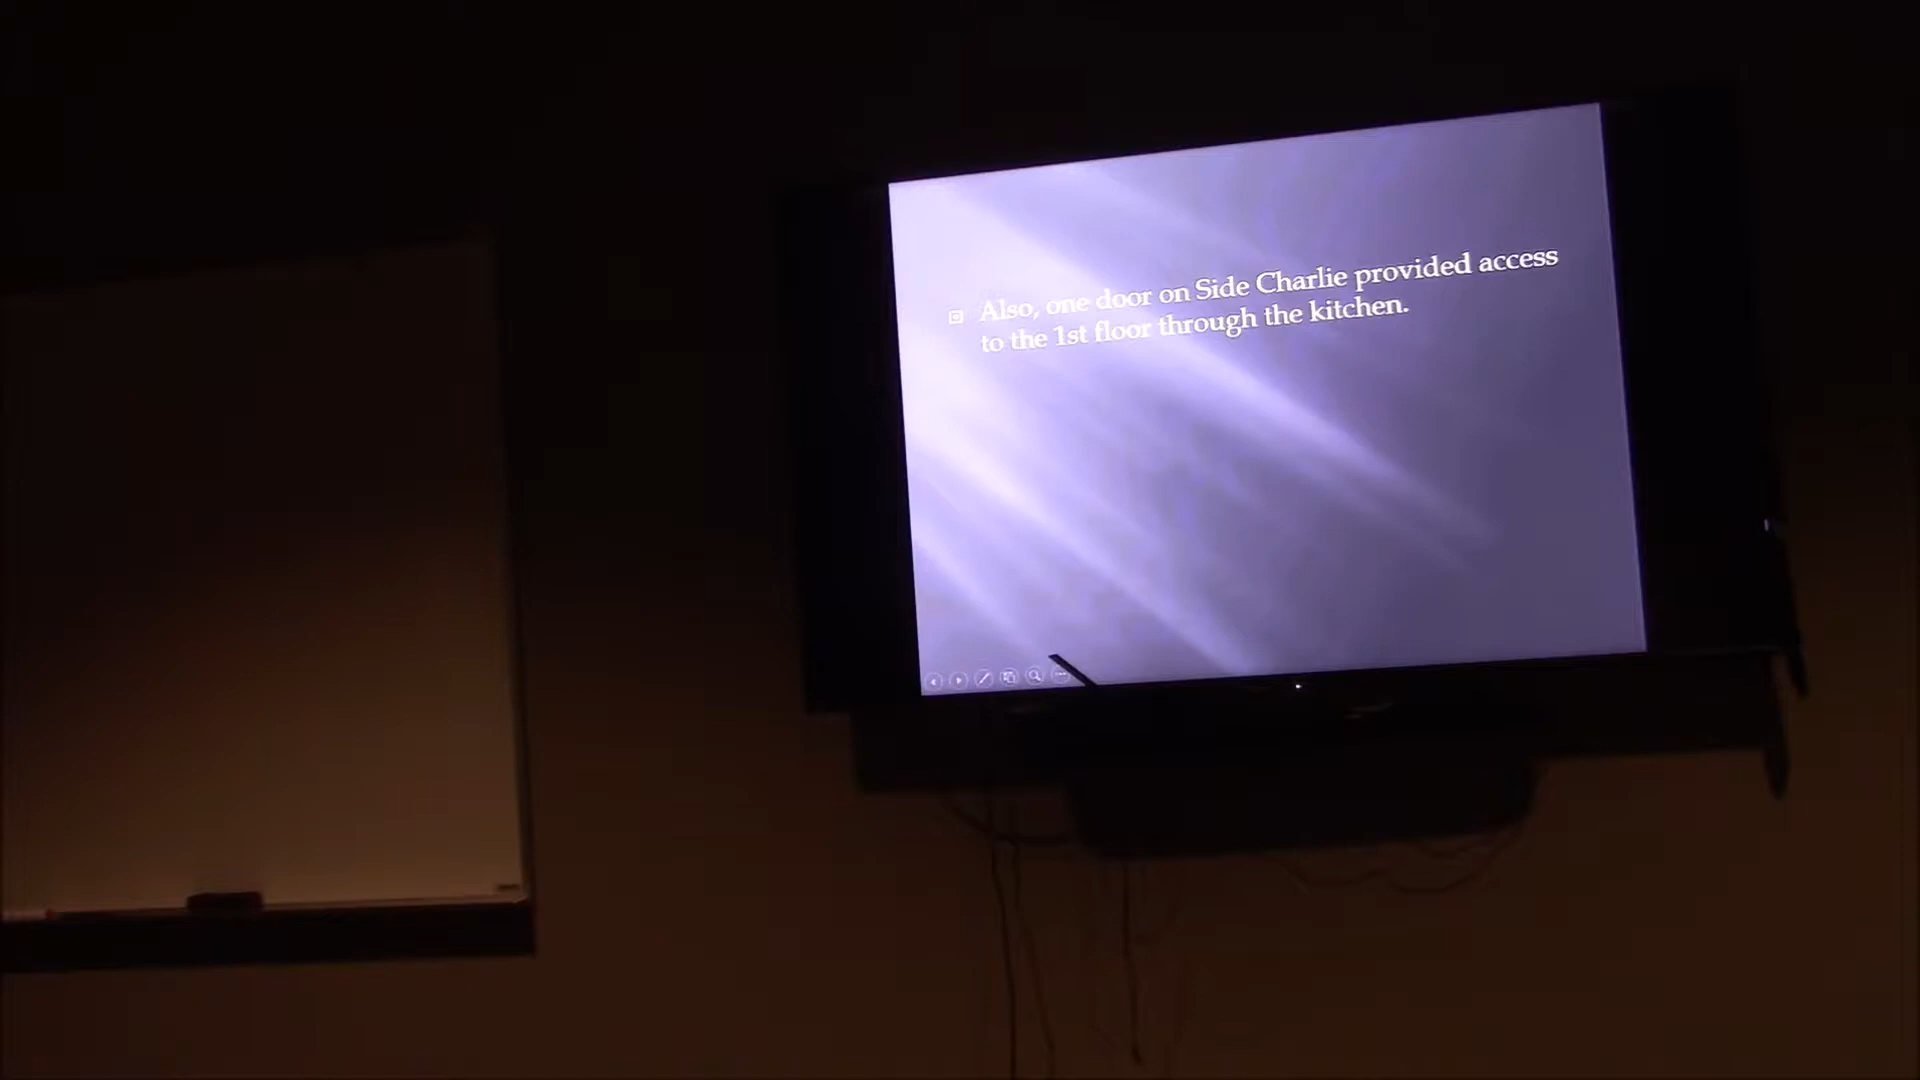 Also, one door on Side Charlie provided access
to the 1st floor through the kitchen.